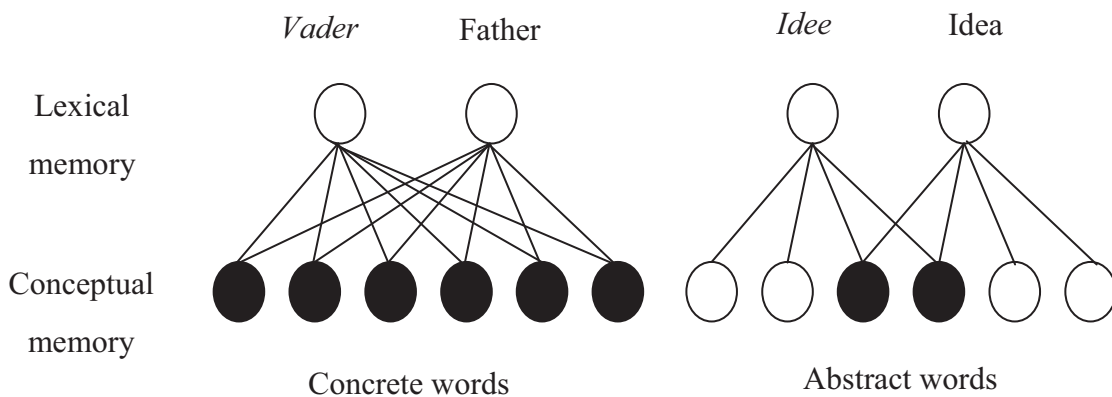 Vader Father Idee Idea
Lexical
memory
Conceptual
memory
Concrete words Abstract words